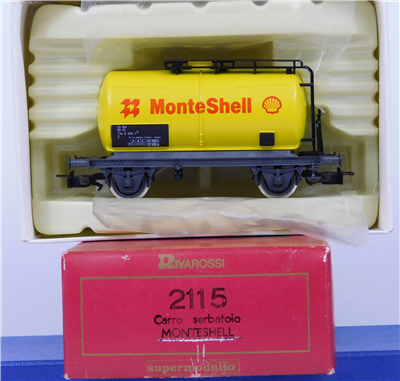 MonteShell
RIVAROSSI
2115
Carro serbatoio
MONTESHELL
supermodello